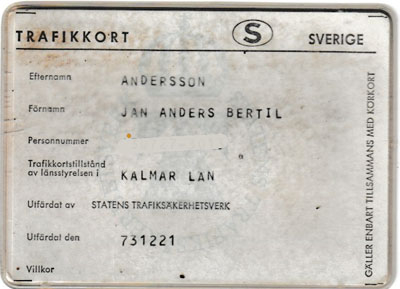 TRAFIKKORT S SVERIGE
Efternamn ANDERSSON
Förnamn JAN ANDERS BERTIL
Personnummer
Trafikkortstillstånd
av länsstyrelsen i KALMAR LAN
Utfärdat av STATENS TRAFIKSÄKERHETSVERK
Utfärdat den 731221
Villkor
GÄLLER ENBART TILLSAMMANS MED KÖRKORT